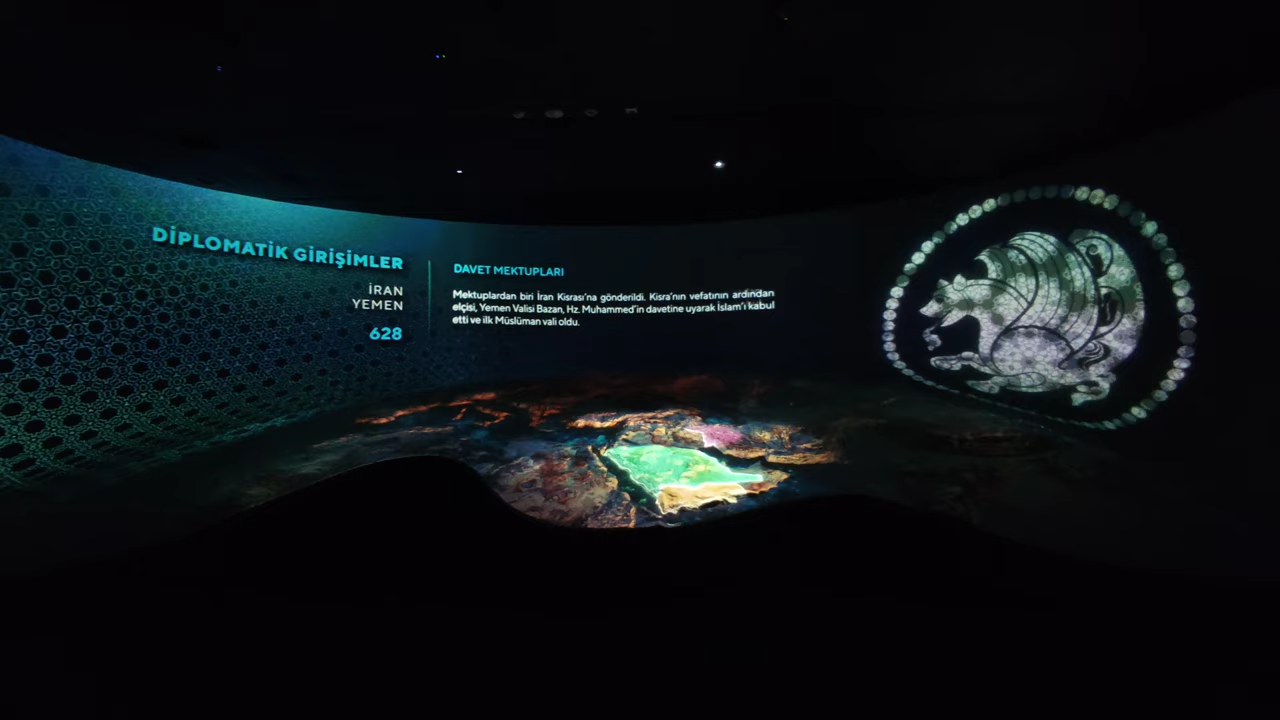 DİPLOMATİK GİRİŞİMLER
İRAN
YEMEN
628
DAVET MEKTUPLARI
Mektuplardan biri İran Kisrası'na gönderildi. Kisra'nın vefatının ardından
elçisi, Yemen Valisi Bazan, Hz. Muhammed'in davetine uyarak İslam'ı kabul
etti ve ilk Müslüman vali oldu.